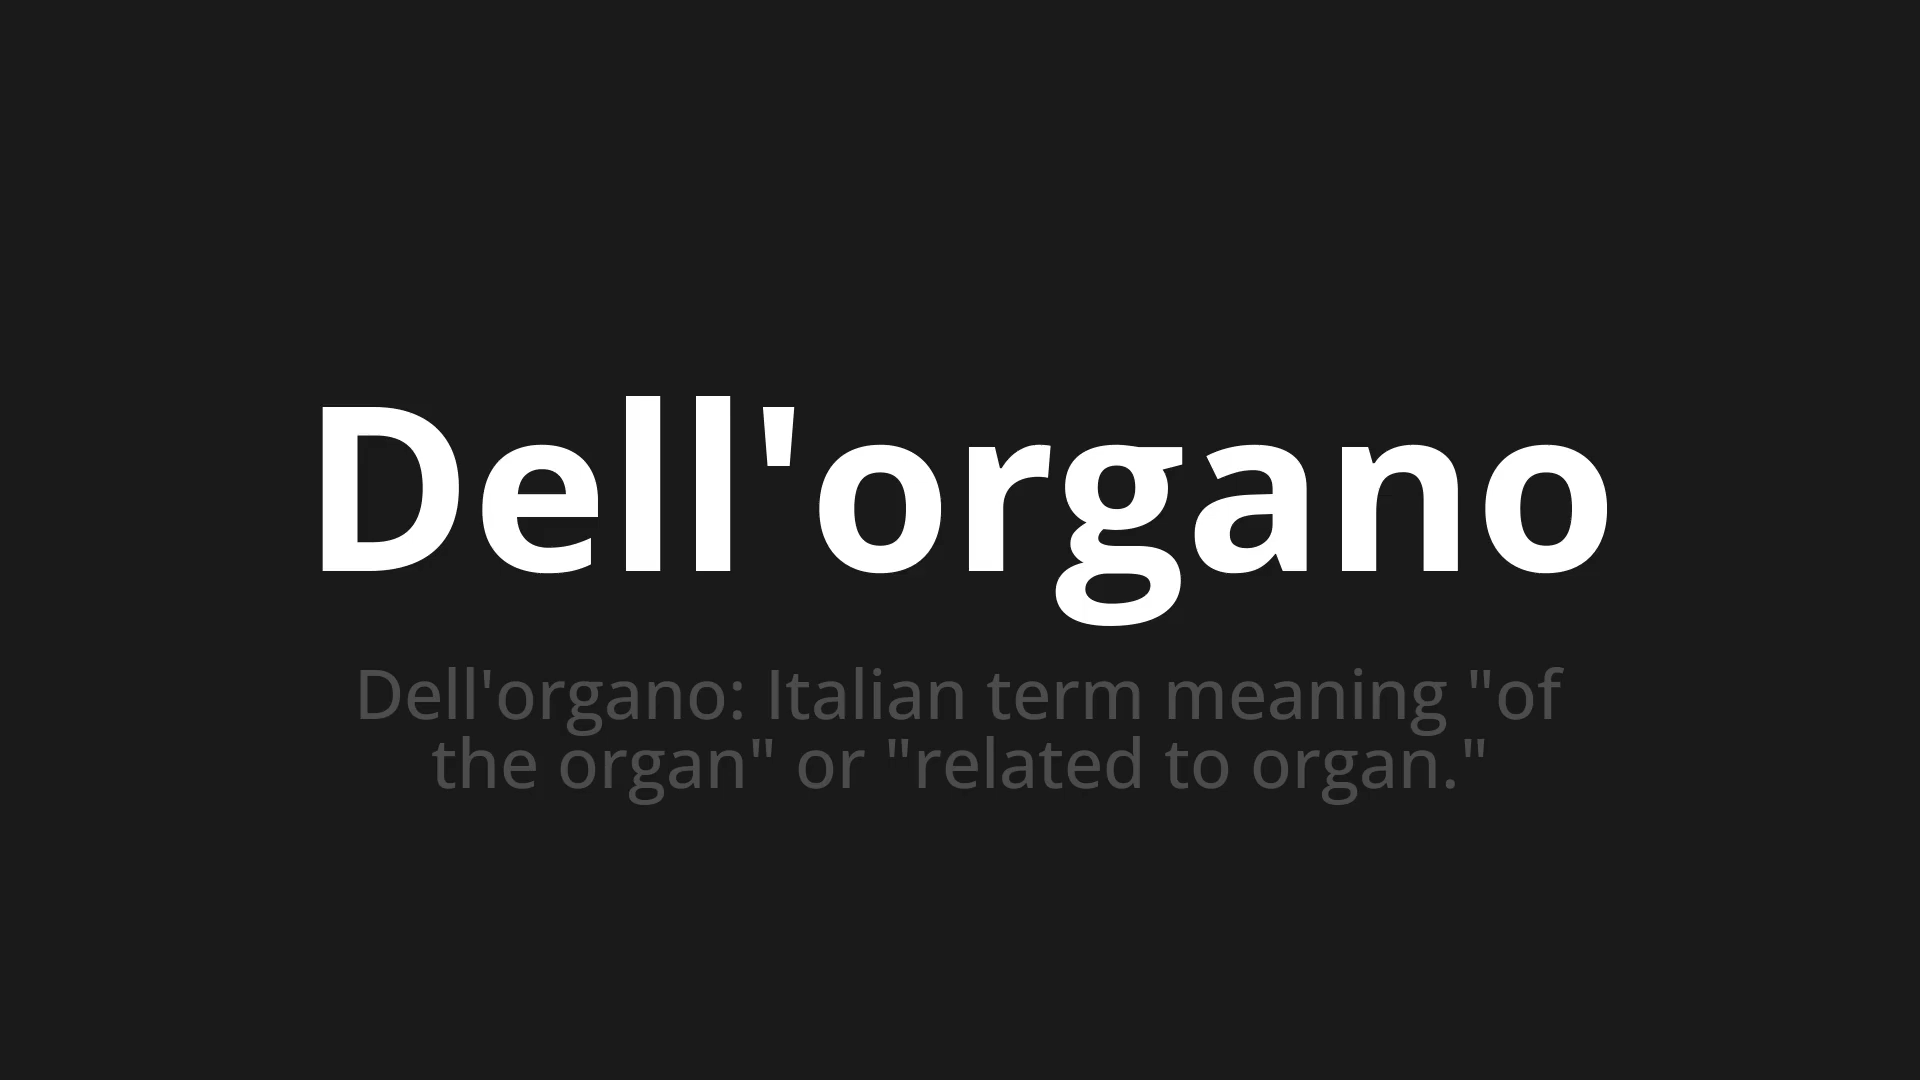 Dell'organo
Dell'organo: Italian term meaning "of
the organ" or "related to organ."